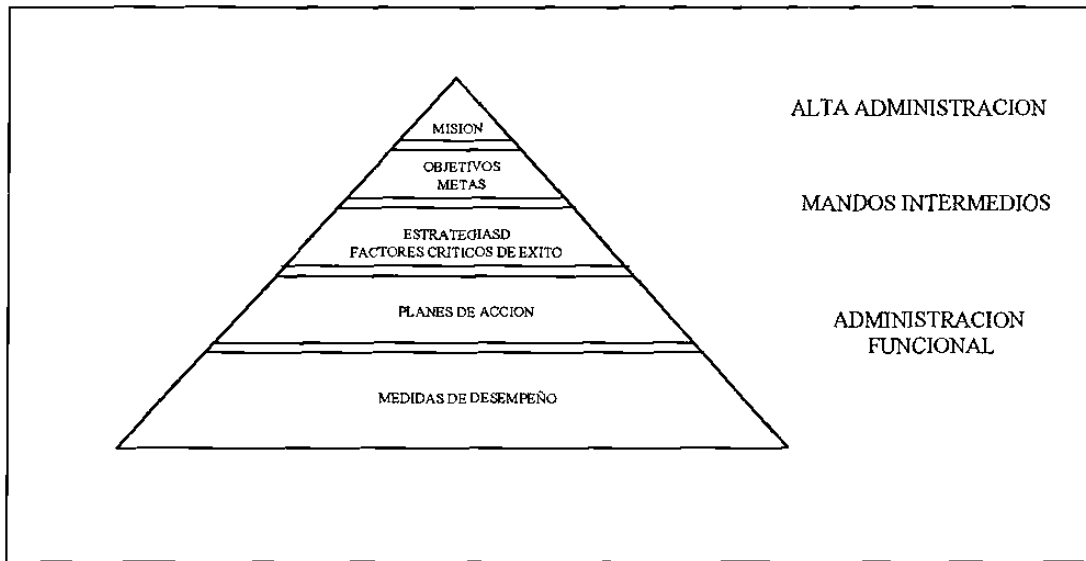 ALTA ADMINISTRACION
MISION
OBJETIVOS
METAS
MANDOS INTERMEDIOS
ESTRATEGIASD
FACTORES CRITICOS DE EXITO
PLANES DE ACCION
ADMINISTRACION
FUNCIONAL
MEDIDAS DE DESEMPEÑO